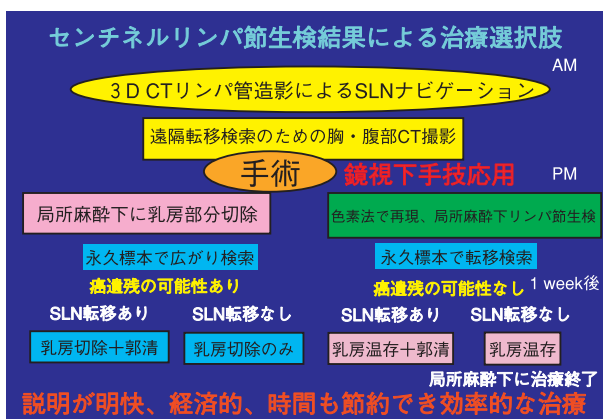 センチネルリンパ節生検結果による治療選択肢
AM
3D CTリンパ管造影によるSLNナビゲーション
遠隔転移検索のための胸・腹部CT撮影
手術
鏡視下手技応用
PM
局所麻酔下に乳房部分切除
色素法で再現、局所麻酔下リンパ節生検
永久標本で広がり検索
永久標本で転移検索
癌遺残の可能性あり
癌遺残の可能性なし
1 week後
SLN転移あり
SLN転移なし
SLN転移あり
SLN転移なし
乳房切除+郭清
乳房切除のみ
乳房温存+郭清
乳房温存
局所麻酔下に治療終了
説明が明快、経済的、時間も節約でき効率的な治療